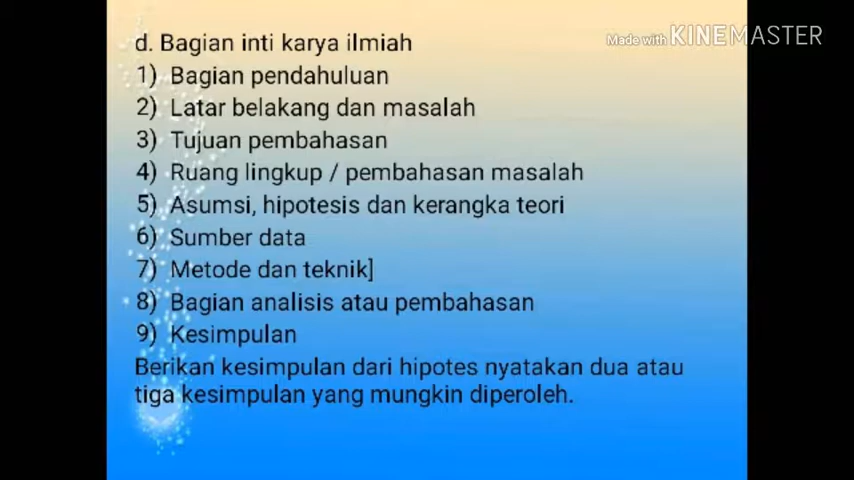 d. Bagian inti karya ilmiah
Made with KINEMASTER
1) Bagian pendahuluan
2) Latar belakang dan masalah
3) Tujuan pembahasan
4) Ruang lingkup / pembahasan masalah
5) Asumsi, hipotesis dan kerangka teori
6) Sumber data
7) Metode dan teknik]
8) Bagian analisis atau pembahasan
9) Kesimpulan
Berikan kesimpulan dari hipotes nyatakan dua atau
tiga kesimpulan yang mungkin diperoleh.